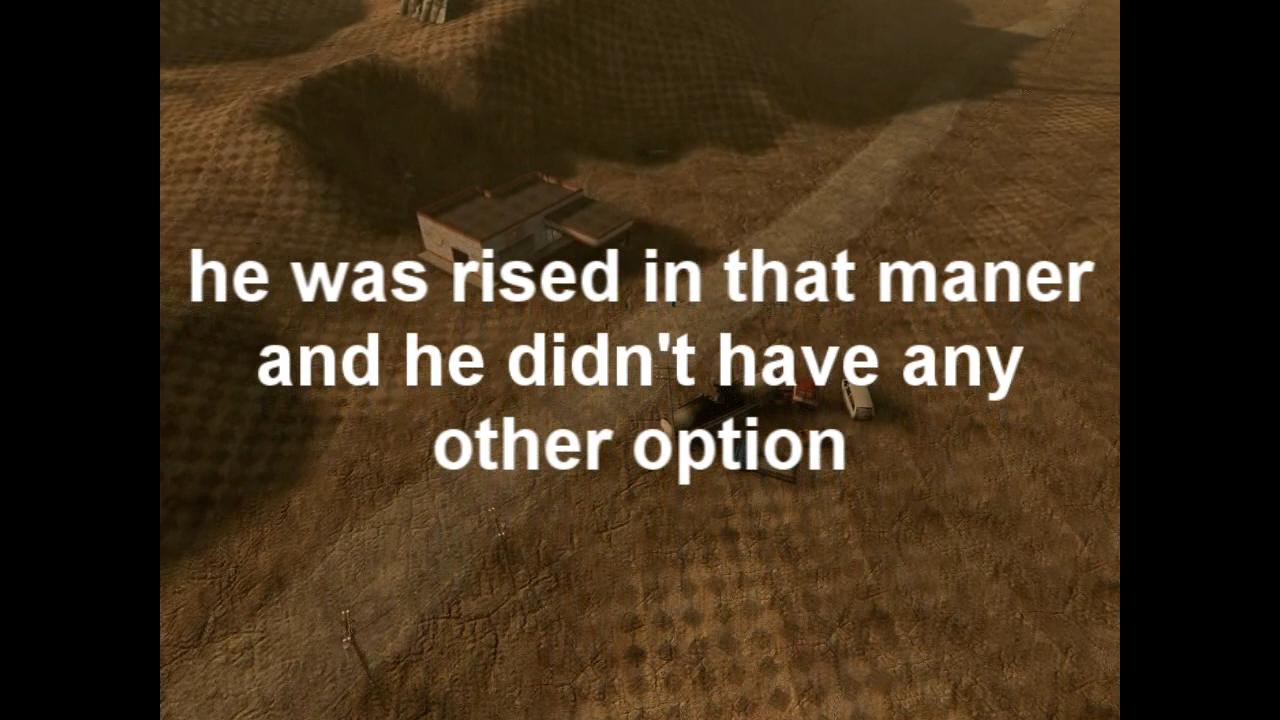 he was rised in that maner
and he didn't have any
other option